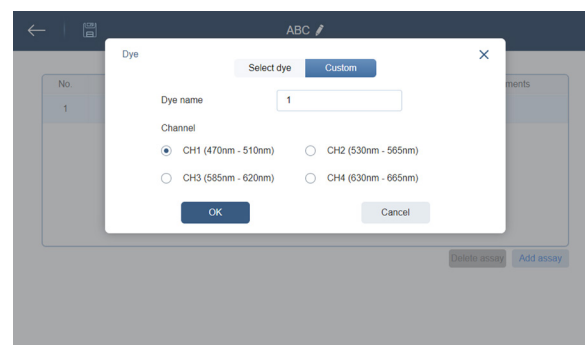 ABC
Dye
Select dye Custom
No. ments
1
Dye name 1
Channel
CH1 (470nm - 510nm) CH2 (530nm - 565nm)
CH3 (585nm - 620nm) CH4 (630nm - 665nm)
OK Cancel
Delete assay Add assay